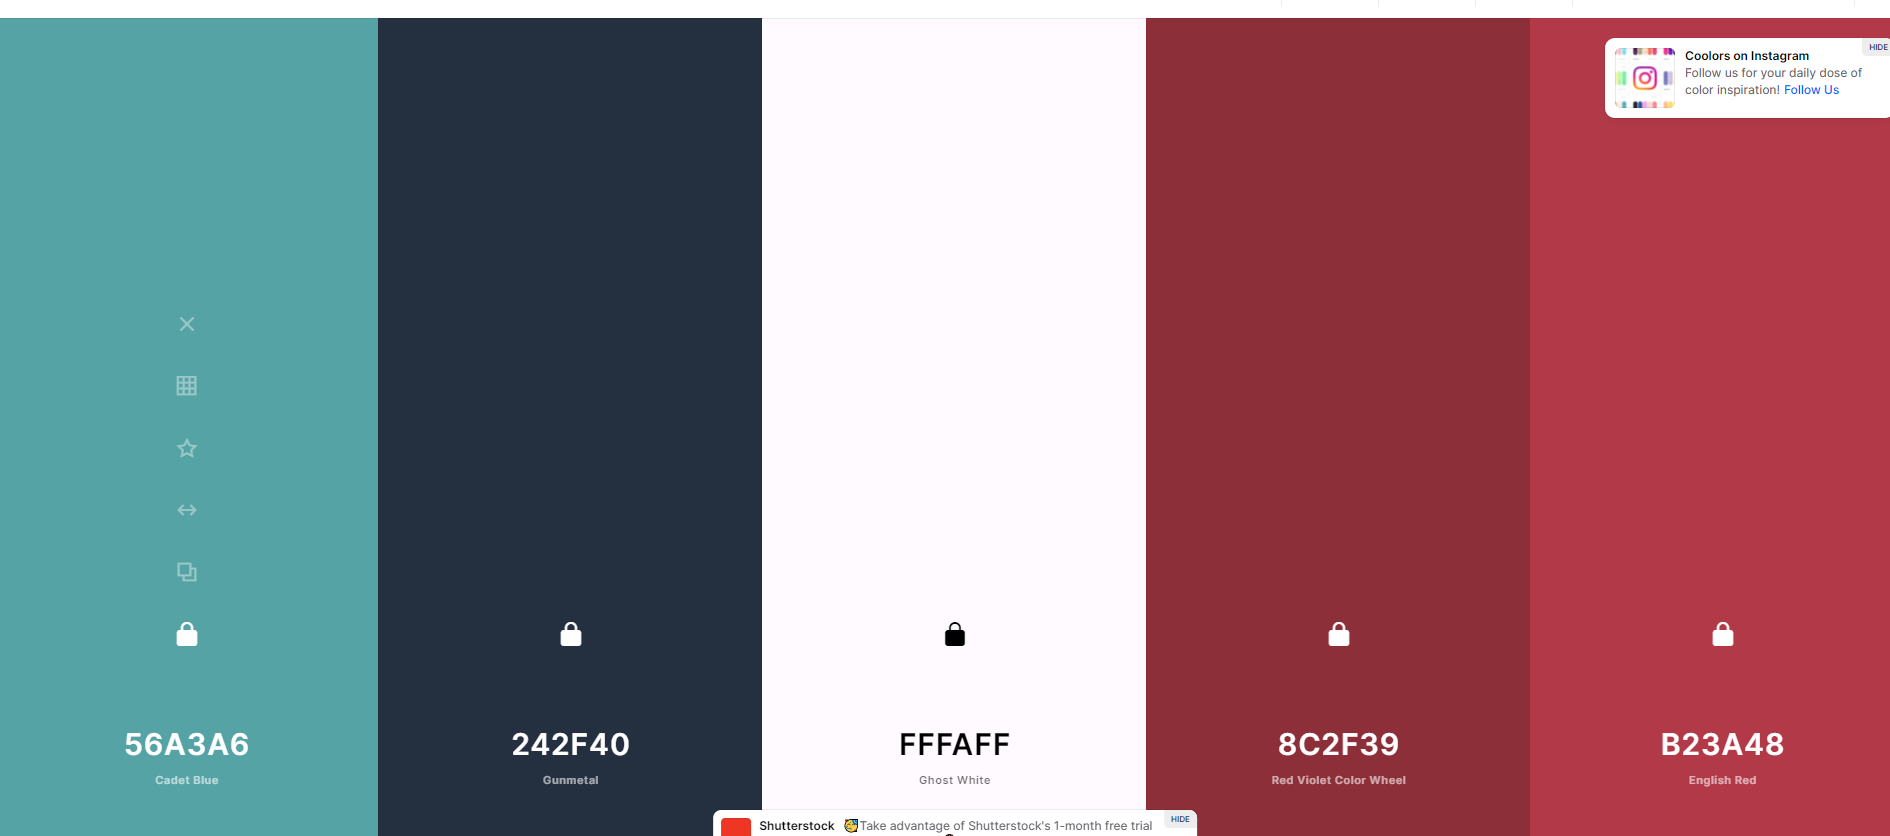 HIDE
Coolors on Instagram
Follow us for your daily dose of
color inspiration! Follow Us
56A3A6
Cadet Blue
242F40
Gunmetal
FFFAFF
Ghost White
8C2F39
Red Violet Color Wheel
B23A48
English Red
HIDE
Shutterstock 🥳Take advantage of Shutterstock's 1-month free trial